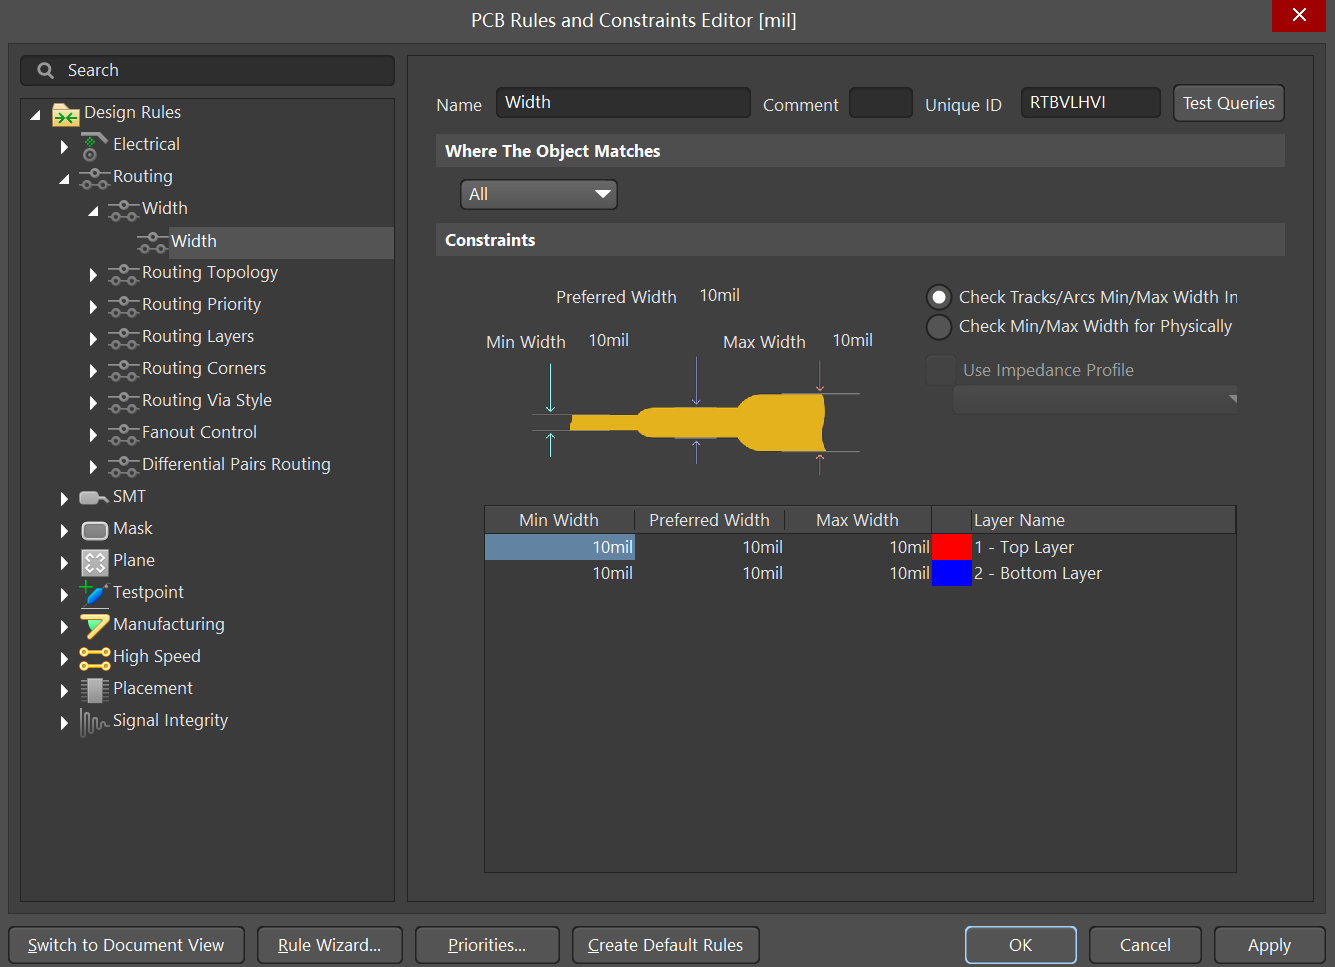 PCB Rules and Constraints Editor [mil]
Search
Design Rules
Electrical
Routing
Width
Width
Routing Topology
Routing Priority
Routing Layers
Routing Corners
Routing Via Style
Fanout Control
Differential Pairs Routing
SMT
Mask
Plane
Testpoint
Manufacturing
High Speed
Placement
Signal Integrity
Name Width Comment Unique ID RTBVLHVI Test Queries
Where The Object Matches
All
Constraints
Preferred Width 10mil
Min Width 10mil Max Width 10mil
Check Tracks/Arcs Min/Max Width In
Check Min/Max Width for Physically
Use Impedance Profile
Min Width Preferred Width Max Width Layer Name
10mil 10mil 10mil 1 - Top Layer
10mil 10mil 10mil 2 - Bottom Layer
Switch to Document View Rule Wizard... Priorities... Create Default Rules OK Cancel Apply